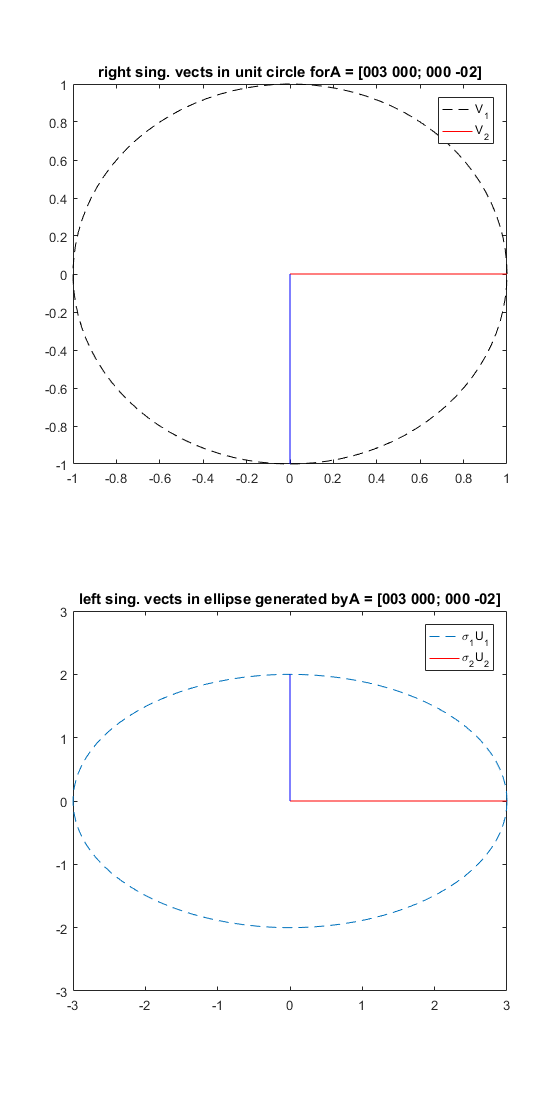 right sing. vects in unit circle forA = [003 000; 000 -02]
1
0.8
0.6
0.4
0.2
0
-0.2
-0.4
-0.6
-0.8
-1
V1
V2
-1 -0.8 -0.6 -0.4 -0.2 0 0.2 0.4 0.6 0.8 1
left sing. vects in ellipse generated byA = [003 000; 000 -02]
3
2
1
0
-1
-2
-3
σ1U1
σ2U2
-3 -2 -1 0 1 2 3